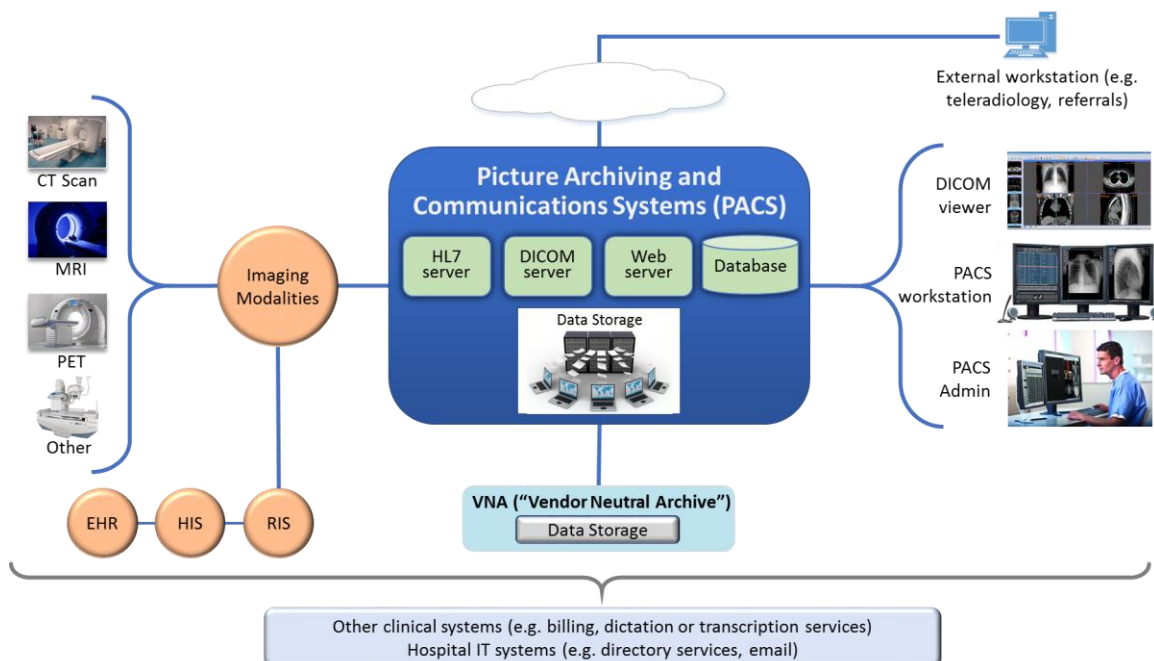 External workstation (e.g.
teleradiology, referrals)
CT Scan
MRI
PET
Other
Imaging
Modalities
EHR
HIS
RIS
Picture Archiving and
Communications Systems (PACS)
HL7
server
DICOM
server
Web
server
Database
Data Storage
DICOM
viewer
PACS
workstation
PACS
Admin
VNA (“Vendor Neutral Archive”)
Data Storage
Other clinical systems (e.g. billing, dictation or transcription services)
Hospital IT systems (e.g. directory services, email)